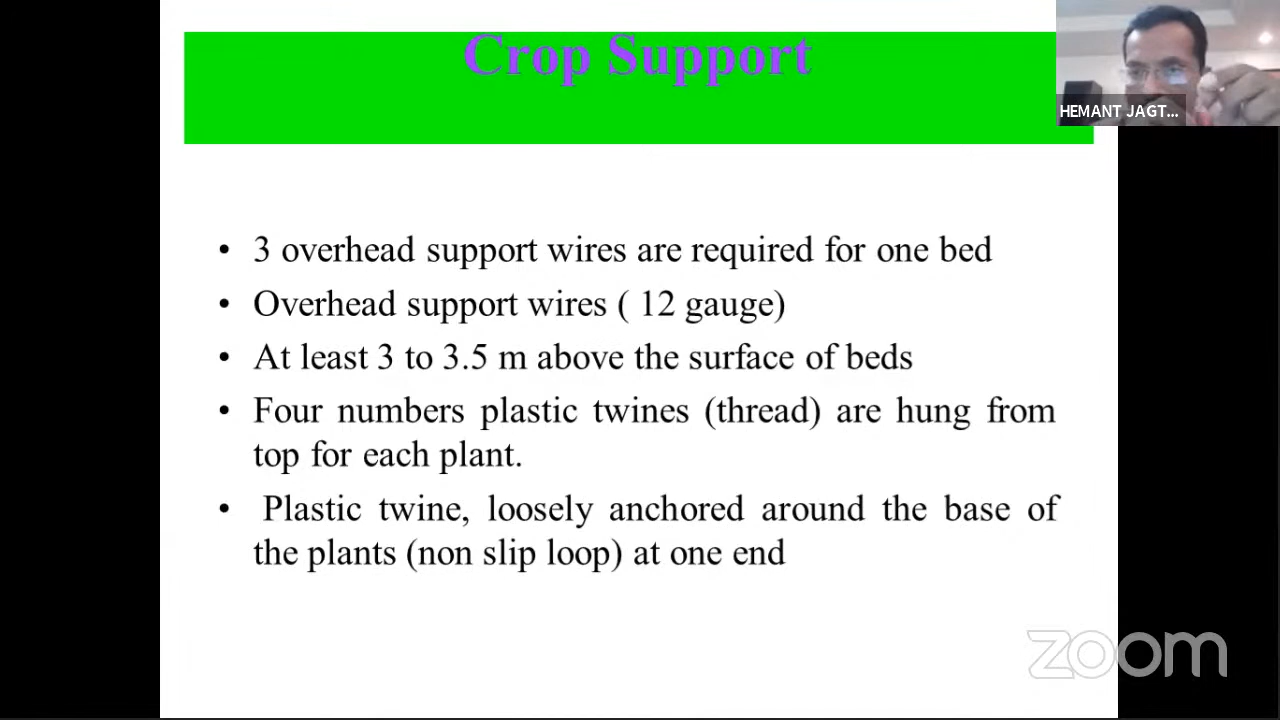 Crop Support
HEMANT JAGT...
• 3 overhead support wires are required for one bed
• Overhead support wires ( 12 gauge)
• At least 3 to 3.5 m above the surface of beds
• Four numbers plastic twines (thread) are hung from
top for each plant.
• Plastic twine, loosely anchored around the base of
the plants (non slip loop) at one end
zoom